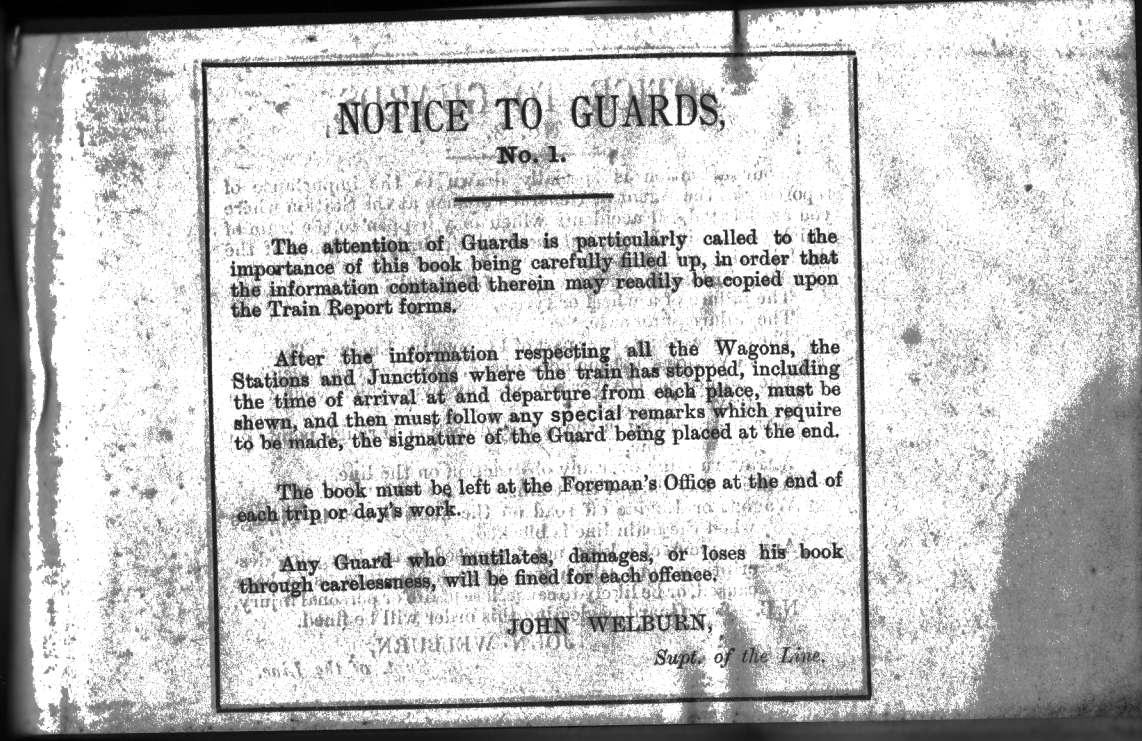 NOTICE TO GUARDS,
No. 1.
The attention of Guards is particularly called to the
importance of this book being carefully filled up, in order that
the information contained therein may readily be copied upon
the Train Report forms.
After the information respecting all the Wagons, the
Stations and Junctions where the train has stopped, including
the time of arrival at and departure from each place, must be
shewn, and then must follow any special remarks which require
to be made, the signature of the Guard being placed at the end.
The book must be left at the Foreman's Office at the end of
each trip or day's work.
Any Guard who mutilates, damages, or loses his book
through carelessness, will be fined for each offence.
JOHN WELBURN,
Supt. of the Line.